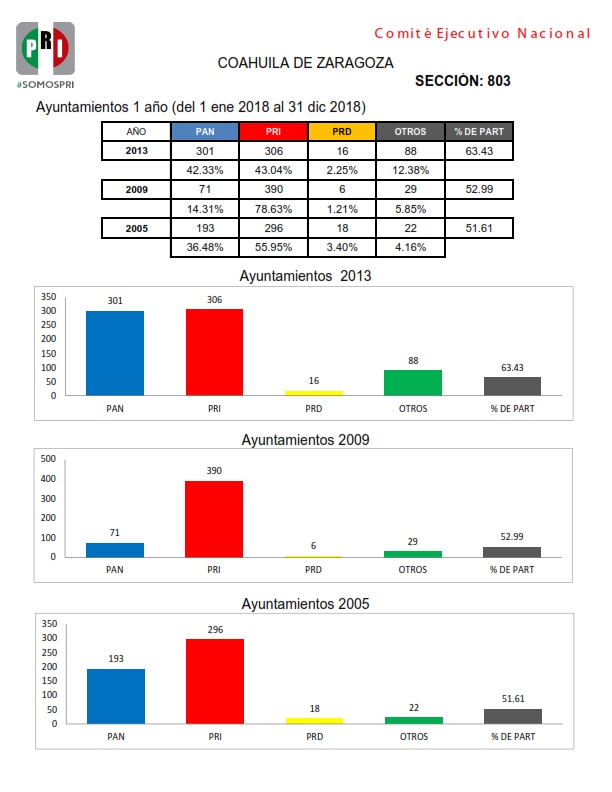 Comité Ejecutivo Nacional
PRI
#SOMOSPRI
COAHUILA DE ZARAGOZA
SECCIÓN: 803
Ayuntamientos 1 año (del 1 ene 2018 al 31 dic 2018)
AÑO PAN PRI PRD OTROS % DE PART
2013 301 306 16 88 63.43
42.33% 43.04% 2.25% 12.38%
2009 71 390 6 29 52.99
14.31% 78.63% 1.21% 5.85%
2005 193 296 18 22 51.61
36.48% 55.95% 3.40% 4.16%
Ayuntamientos 2013
350
300
250
200
150
100
50
0
301 306 16 88 63.43
PAN PRI PRD OTROS % DE PART
Ayuntamientos 2009
500
400
300
200
100
0
71 390 6 29 52.99
PAN PRI PRD OTROS % DE PART
Ayuntamientos 2005
350
300
250
200
150
100
50
0
193 296 18 22 51.61
PAN PRI PRD OTROS % DE PART